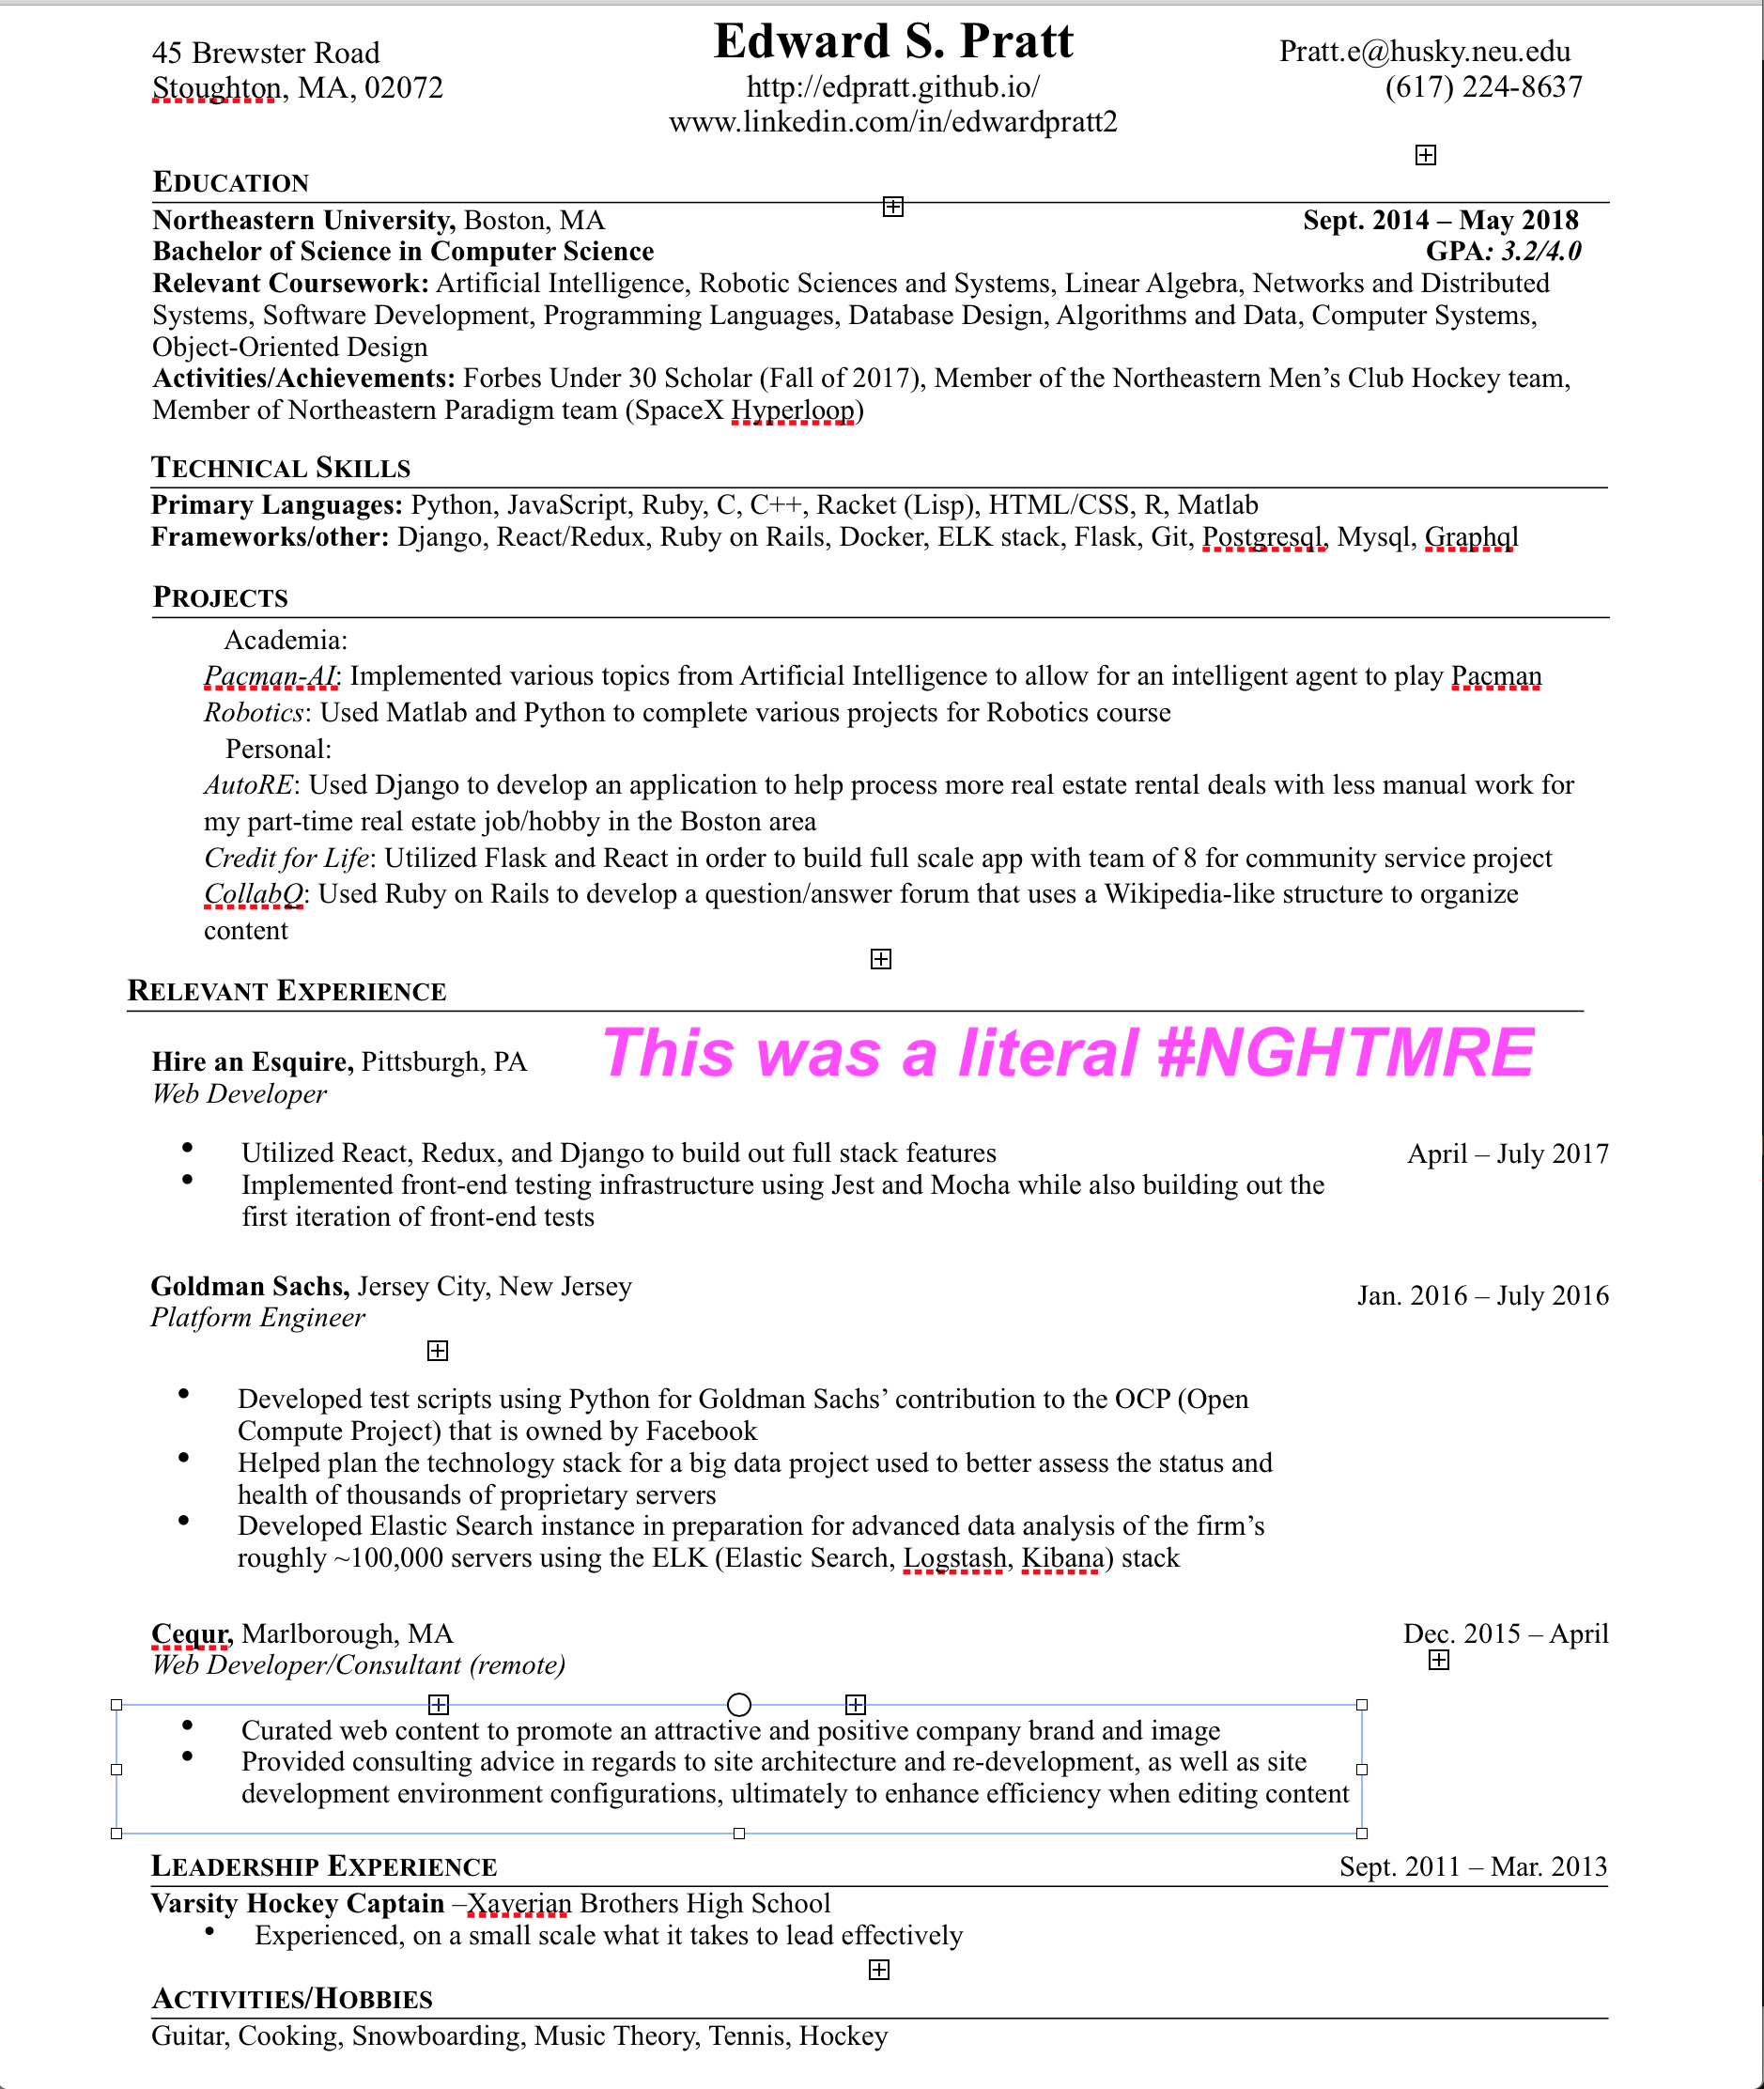 45 Brewster Road
Stoughton, MA, 02072
Edward S. Pratt
http://edpratt.github.io/
www.linkedin.com/in/edwardpratt2
Pratt.e@husky.neu.edu
(617) 224-8637
EDUCATION
Northeastern University, Boston, MA Sept. 2014 – May 2018
Bachelor of Science in Computer Science GPA: 3.2/4.0
Relevant Coursework: Artificial Intelligence, Robotic Sciences and Systems, Linear Algebra, Networks and Distributed
Systems, Software Development, Programming Languages, Database Design, Algorithms and Data, Computer Systems,
Object-Oriented Design
Activities/Achievements: Forbes Under 30 Scholar (Fall of 2017), Member of the Northeastern Men’s Club Hockey team,
Member of Northeastern Paradigm team (SpaceX Hyperloop)
TECHNICAL SKILLS
Primary Languages: Python, JavaScript, Ruby, C, C++, Racket (Lisp), HTML/CSS, R, Matlab
Frameworks/other: Django, React/Redux, Ruby on Rails, Docker, ELK stack, Flask, Git, Postgresql, Mysql, Graphql
PROJECTS
Academia:
Pacman-AI: Implemented various topics from Artificial Intelligence to allow for an intelligent agent to play Pacman
Robotics: Used Matlab and Python to complete various projects for Robotics course
Personal:
AutoRE: Used Django to develop an application to help process more real estate rental deals with less manual work for
my part-time real estate job/hobby in the Boston area
Credit for Life: Utilized Flask and React in order to build full scale app with team of 8 for community service project
CollabQ: Used Ruby on Rails to develop a question/answer forum that uses a Wikipedia-like structure to organize
content
RELEVANT EXPERIENCE
This was a literal #NGHTMRE
Hire an Esquire, Pittsburgh, PA
Web Developer
• Utilized React, Redux, and Django to build out full stack features April – July 2017
• Implemented front-end testing infrastructure using Jest and Mocha while also building out the
first iteration of front-end tests
Goldman Sachs, Jersey City, New Jersey Jan. 2016 – July 2016
Platform Engineer
• Developed test scripts using Python for Goldman Sachs’ contribution to the OCP (Open
Compute Project) that is owned by Facebook
• Helped plan the technology stack for a big data project used to better assess the status and
health of thousands of proprietary servers
• Developed Elastic Search instance in preparation for advanced data analysis of the firm’s
roughly ~100,000 servers using the ELK (Elastic Search, Logstash, Kibana) stack
Cequr, Marlborough, MA Dec. 2015 – April
Web Developer/Consultant (remote)
• Curated web content to promote an attractive and positive company brand and image
• Provided consulting advice in regards to site architecture and re-development, as well as site
development environment configurations, ultimately to enhance efficiency when editing content
LEADERSHIP EXPERIENCE Sept. 2011 – Mar. 2013
Varsity Hockey Captain –Xaverian Brothers High School
• Experienced, on a small scale what it takes to lead effectively
ACTIVITIES/HOBBIES
Guitar, Cooking, Snowboarding, Music Theory, Tennis, Hockey